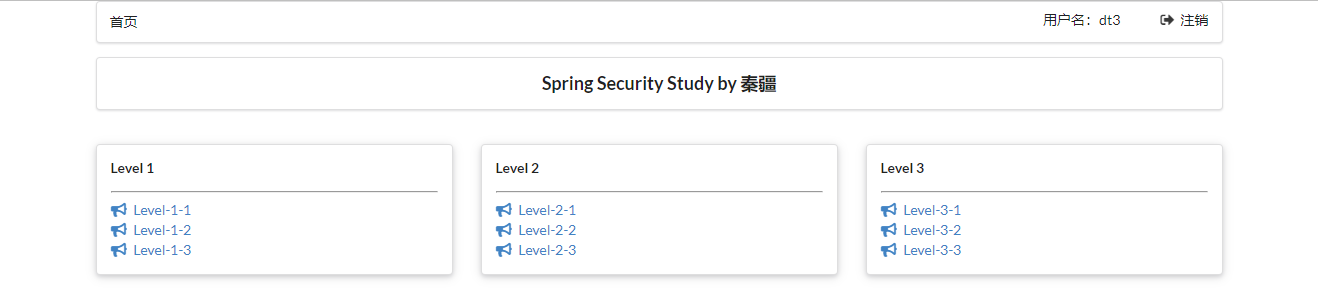 首页 用户名：dt3 注销
Spring Security Study by 秦疆
Level 1
Level-1-1
Level-1-2
Level-1-3
Level 2
Level-2-1
Level-2-2
Level-2-3
Level 3
Level-3-1
Level-3-2
Level-3-3